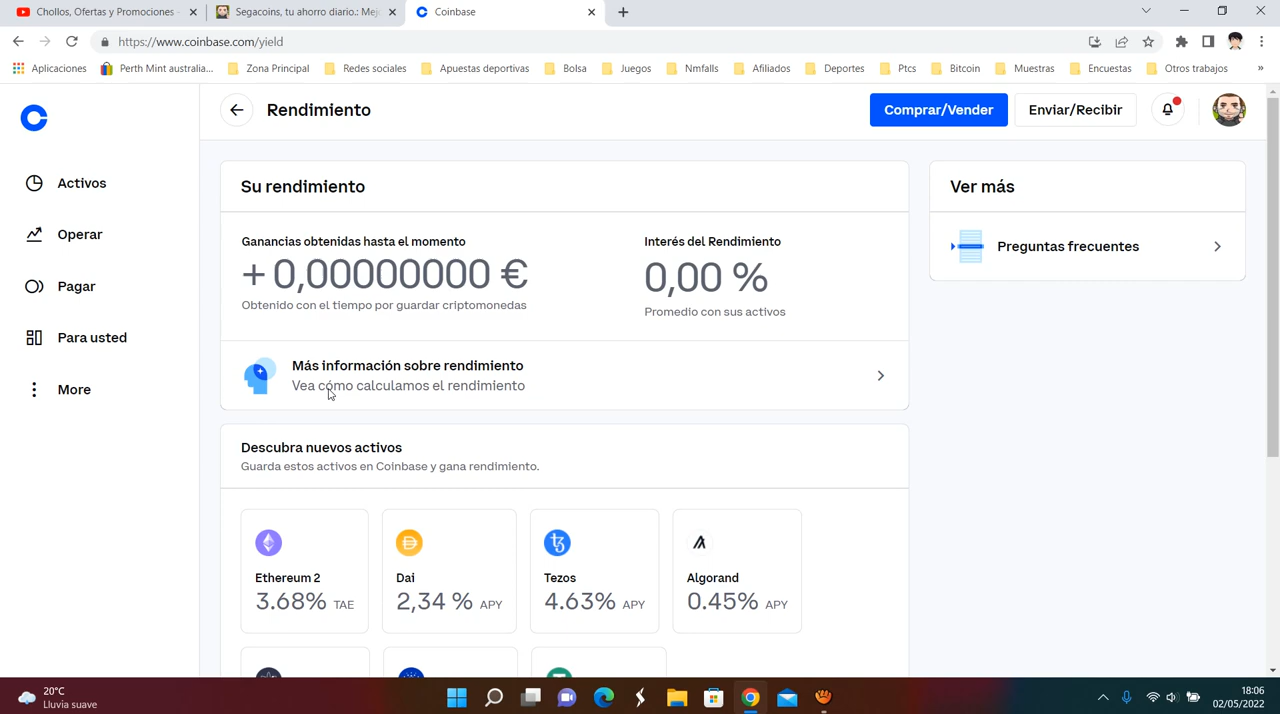 Chollos, Ofertas y Promociones -
Segacoins, tu ahorro diario.: Mej
Coinbase
https://www.coinbase.com/yield
Aplicaciones
Perth Mint australia...
Zona Principal
Redes sociales
Apuestas deportivas
Bolsa
Juegos
Nmfalls
Afiliados
Deportes
Ptcs
Bitcoin
Muestras
Encuestas
Otros trabajos
»
Rendimiento
Comprar/Vender
Enviar/Recibir
Activos
Operar
Pagar
Para usted
More
Su rendimiento
Ganancias obtenidas hasta el momento
+ 0,00000000 €
Obtenido con el tiempo por guardar criptomonedas
Interés del Rendimiento
0,00 %
Promedio con sus activos
Más información sobre rendimiento
Vea cómo calculamos el rendimiento
Ver más
Preguntas frecuentes
Descubra nuevos activos
Guarda estos activos en Coinbase y gana rendimiento.
Ethereum 2
3.68% TAE
Dai
2,34 % APY
Tezos
4.63% APY
Algorand
0.45% APY
20°C
Lluvia suave
18:06
02/05/2022